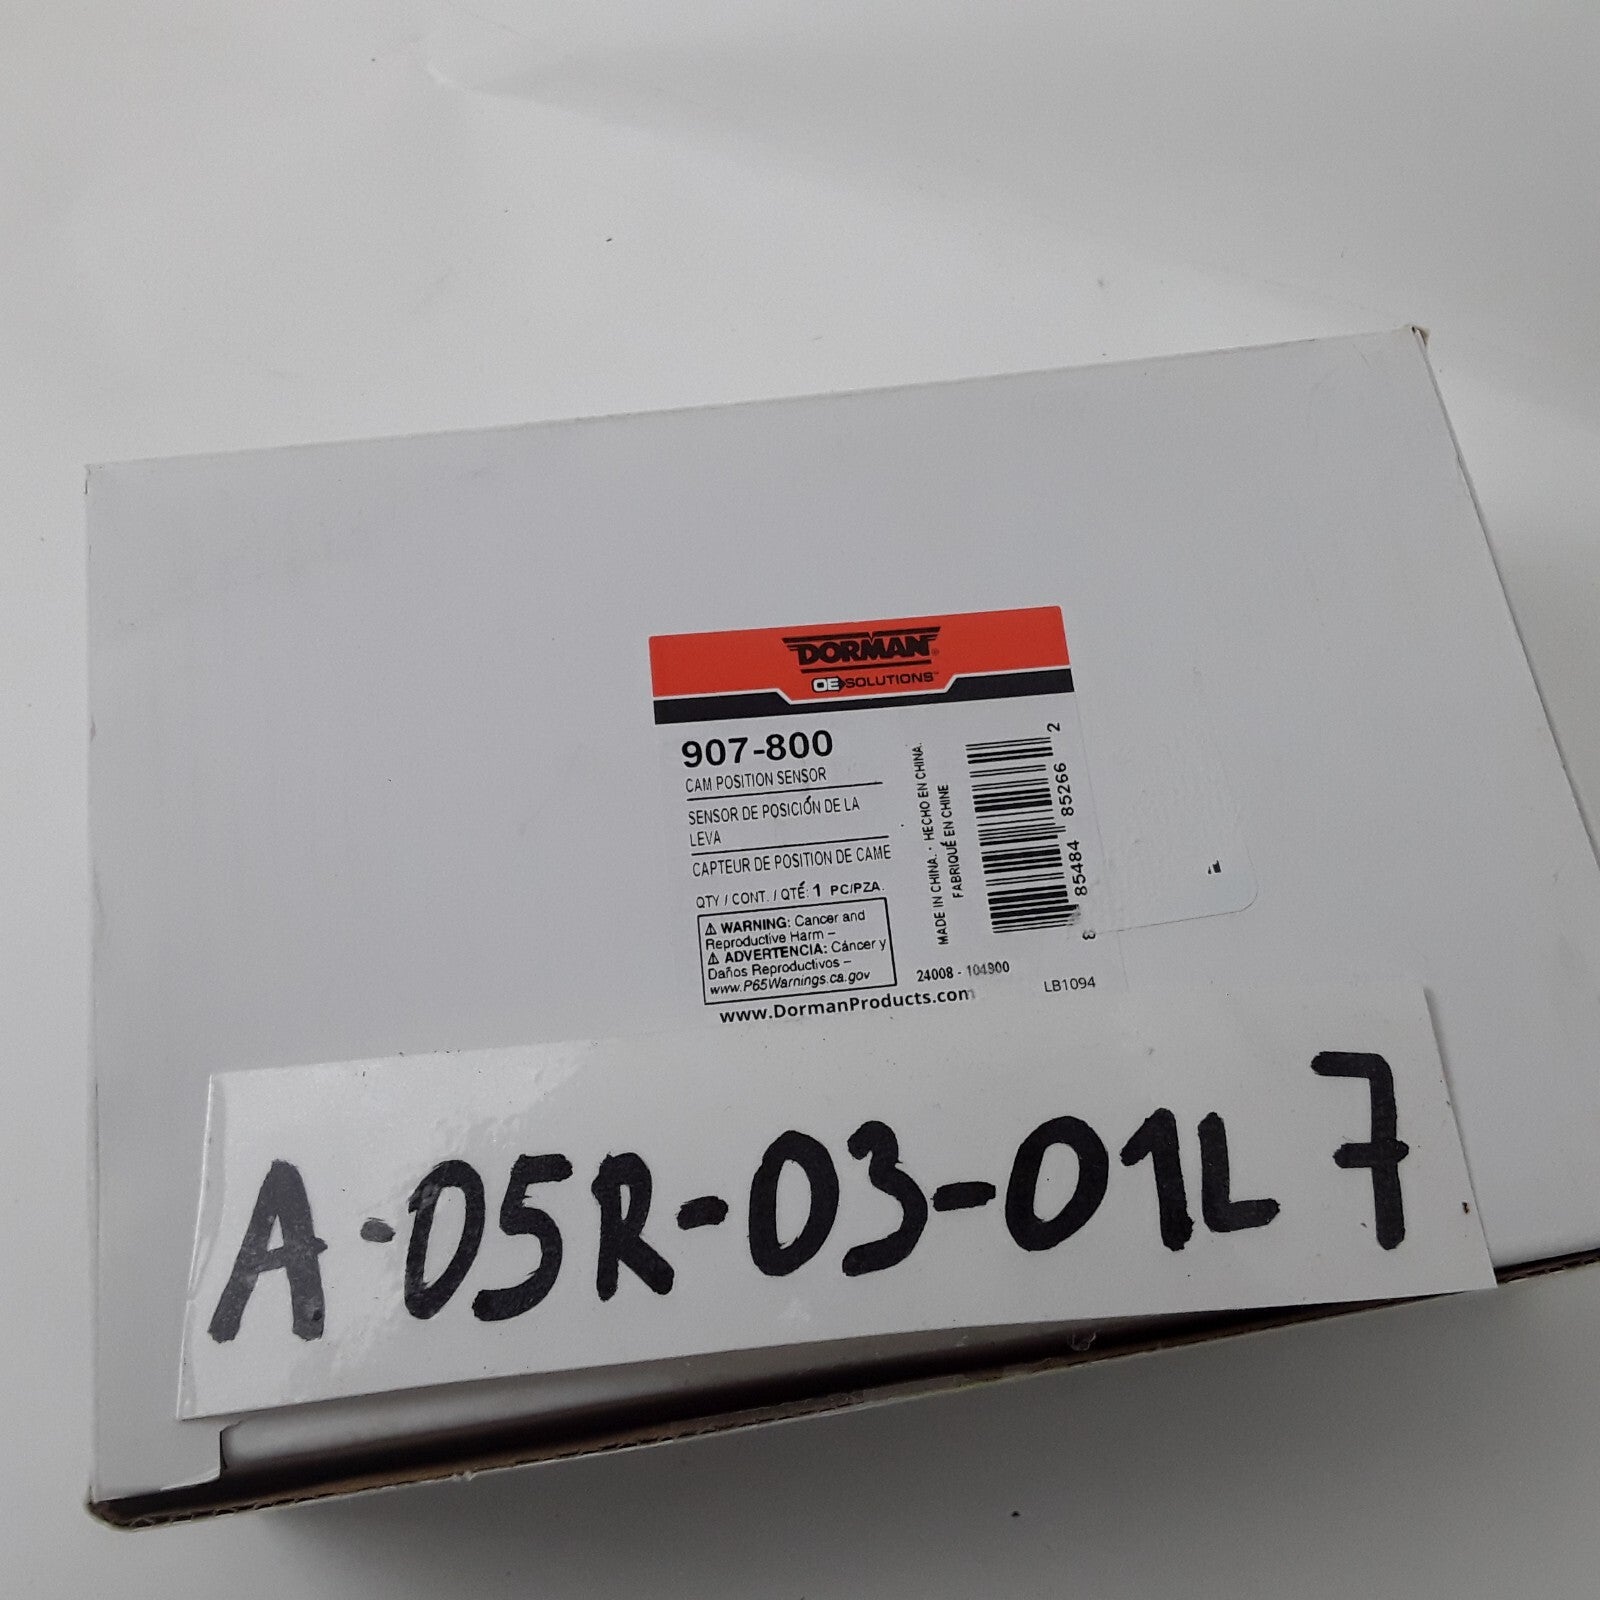 DORMAN®
OE SOLUTIONS™
907-800
CAM POSITION SENSOR
SENSOR DE POSICIÓN DE LA
LEVA
CAPTEUR DE POSITION DE CAME
QTY / CONT. / QTÉ: 1 PC/PZA.
⚠ WARNING: Cancer and
Reproductive Harm –
⚠ ADVERTENCIA: Cáncer y
Daños Reproductivos –
www.P65Warnings.ca.gov
www.DormanProducts.com
MADE IN CHINA. · HECHO EN CHINA.
FABRIQUÉ EN CHINE
8 85484 85266 2
24008 - 104900
LB1094
A-05R-03-01L 7